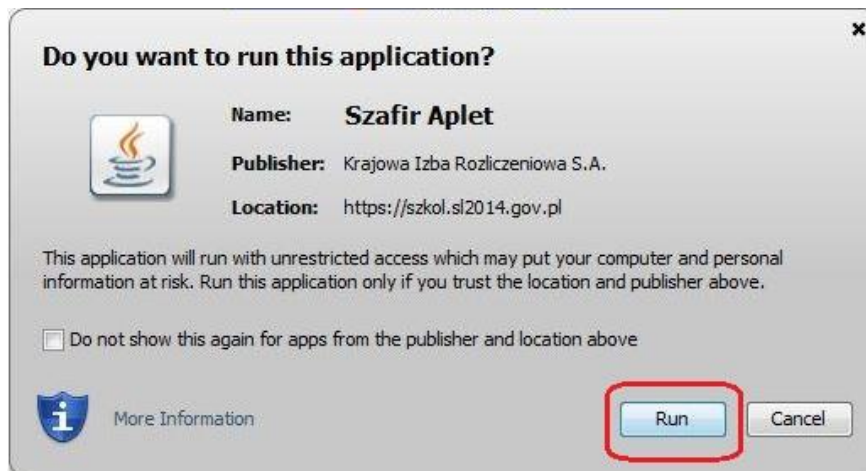 Do you want to run this application?
Name: Szafir Aplet
Publisher: Krajowa Izba Rozliczeniowa S.A.
Location: https://szkol.sl2014.gov.pl
This application will run with unrestricted access which may put your computer and personal
information at risk. Run this application only if you trust the location and publisher above.
Do not show this again for apps from the publisher and location above
More Information
Run
Cancel